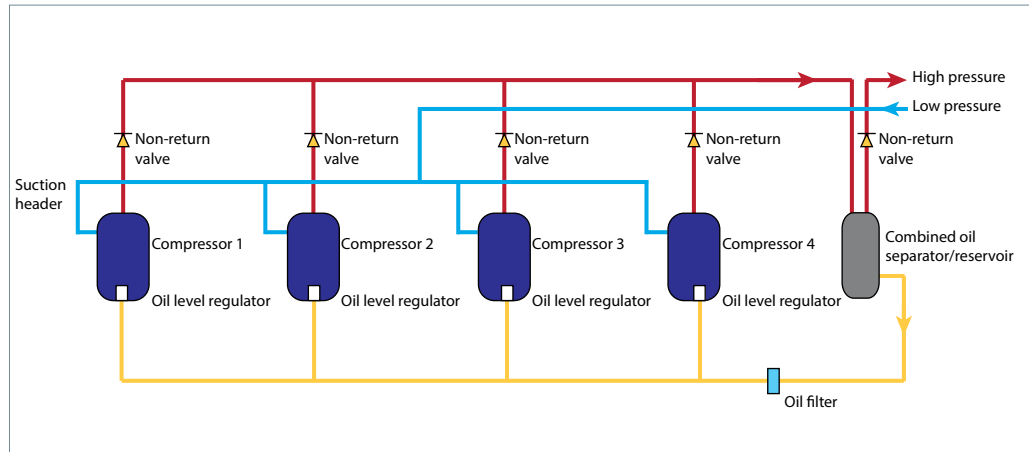 High pressure
Low pressure
Non-return
valve
Non-return
valve
Non-return
valve
Non-return
valve
Non-return
valve
Suction
header
Compressor 1
Compressor 2
Compressor 3
Compressor 4
Combined oil
separator/reservoir
Oil level regulator
Oil level regulator
Oil level regulator
Oil level regulator
Oil filter